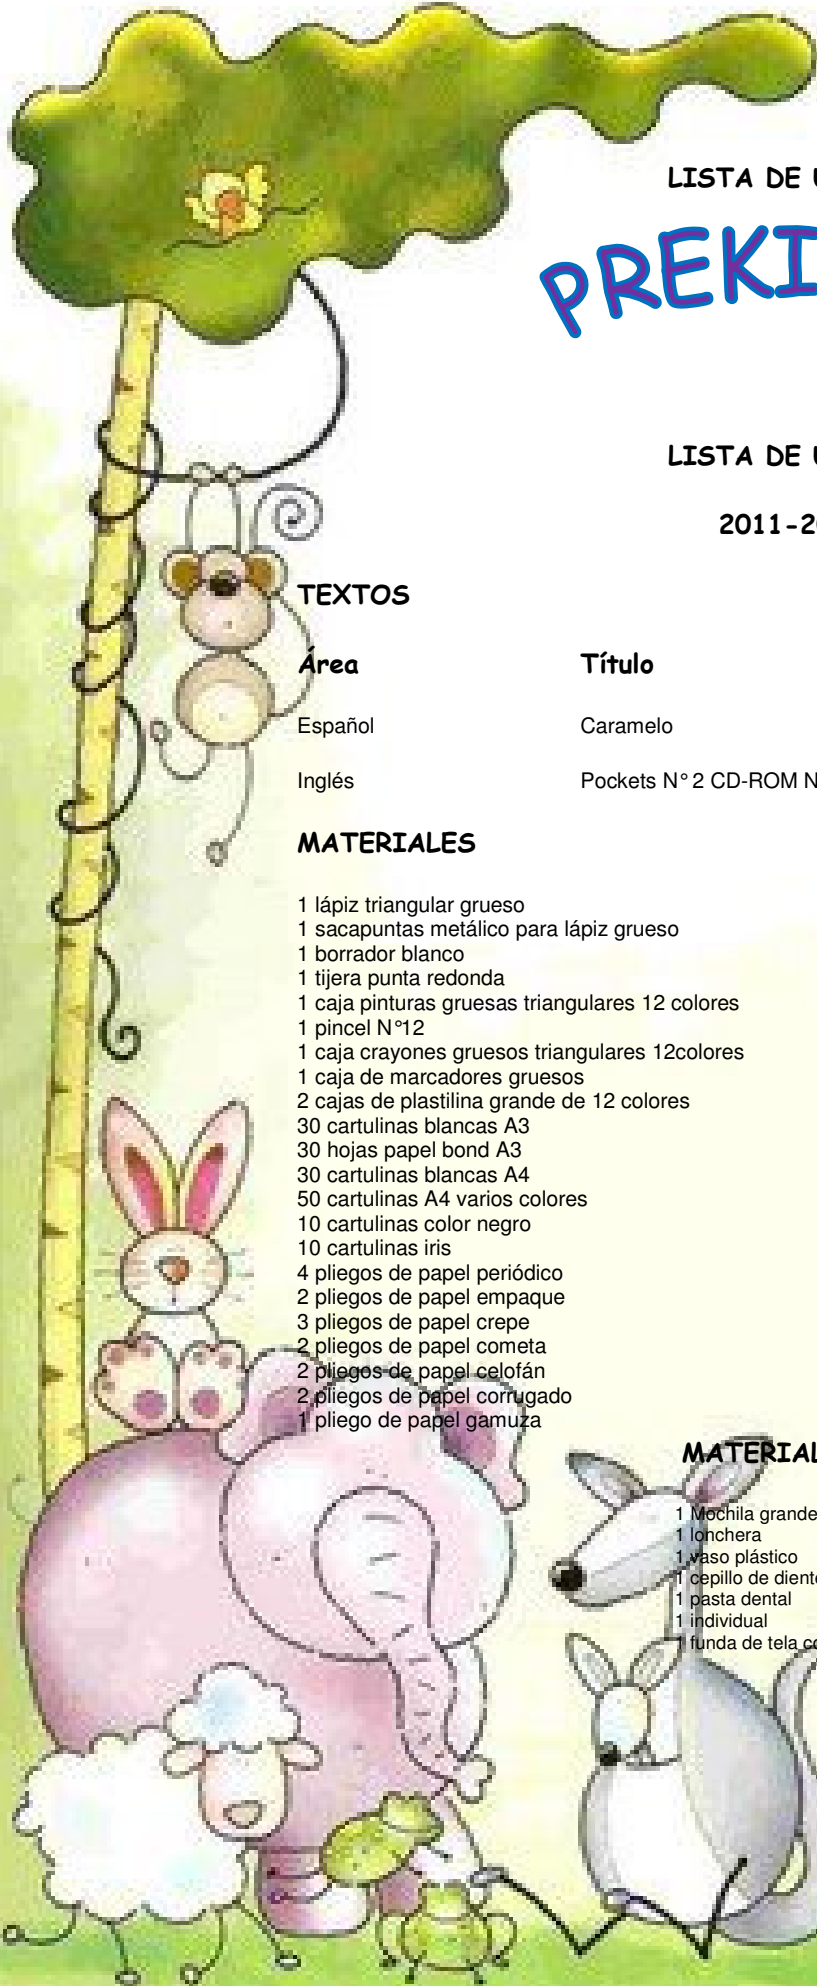 LISTA DE U
PREKI
LISTA DE U
2011-20
TEXTOS
Área Título
Español Caramelo
Inglés Pockets N° 2 CD-ROM N
MATERIALES
1 lápiz triangular grueso
1 sacapuntas metálico para lápiz grueso
1 borrador blanco
1 tijera punta redonda
1 caja pinturas gruesas triangulares 12 colores
1 pincel N°12
1 caja crayones gruesos triangulares 12colores
1 caja de marcadores gruesos
2 cajas de plastilina grande de 12 colores
30 cartulinas blancas A3
30 hojas papel bond A3
30 cartulinas blancas A4
50 cartulinas A4 varios colores
10 cartulinas color negro
10 cartulinas iris
4 pliegos de papel periódico
2 pliegos de papel empaque
3 pliegos de papel crepe
2 pliegos de papel cometa
2 pliegos de papel celofán
2 pliegos de papel corrugado
1 pliego de papel gamuza
MATERIAL
1 Mochila grande
1 lonchera
1 vaso plástico
1 cepillo de diente
1 pasta dental
1 individual
1 funda de tela co